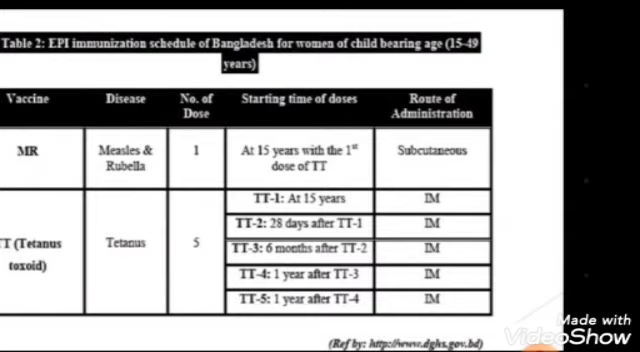 Table 2: EPI immunization schedule of Bangladesh for women of child bearing age (15-49
years)
Vaccine Disease No. of Dose Starting time of doses Route of Administration
MR Measles & Rubella 1 At 15 years with the 1st dose of TT Subcutaneous
TT (Tetanus toxoid) Tetanus 5 TT-1: At 15 years IM
TT-2: 28 days after TT-1 IM
TT-3: 6 months after TT-2 IM
TT-4: 1 year after TT-3 IM
TT-5: 1 year after TT-4 IM
(Ref by: http://www.dghs.gov.bd)
Made with
VideoShow